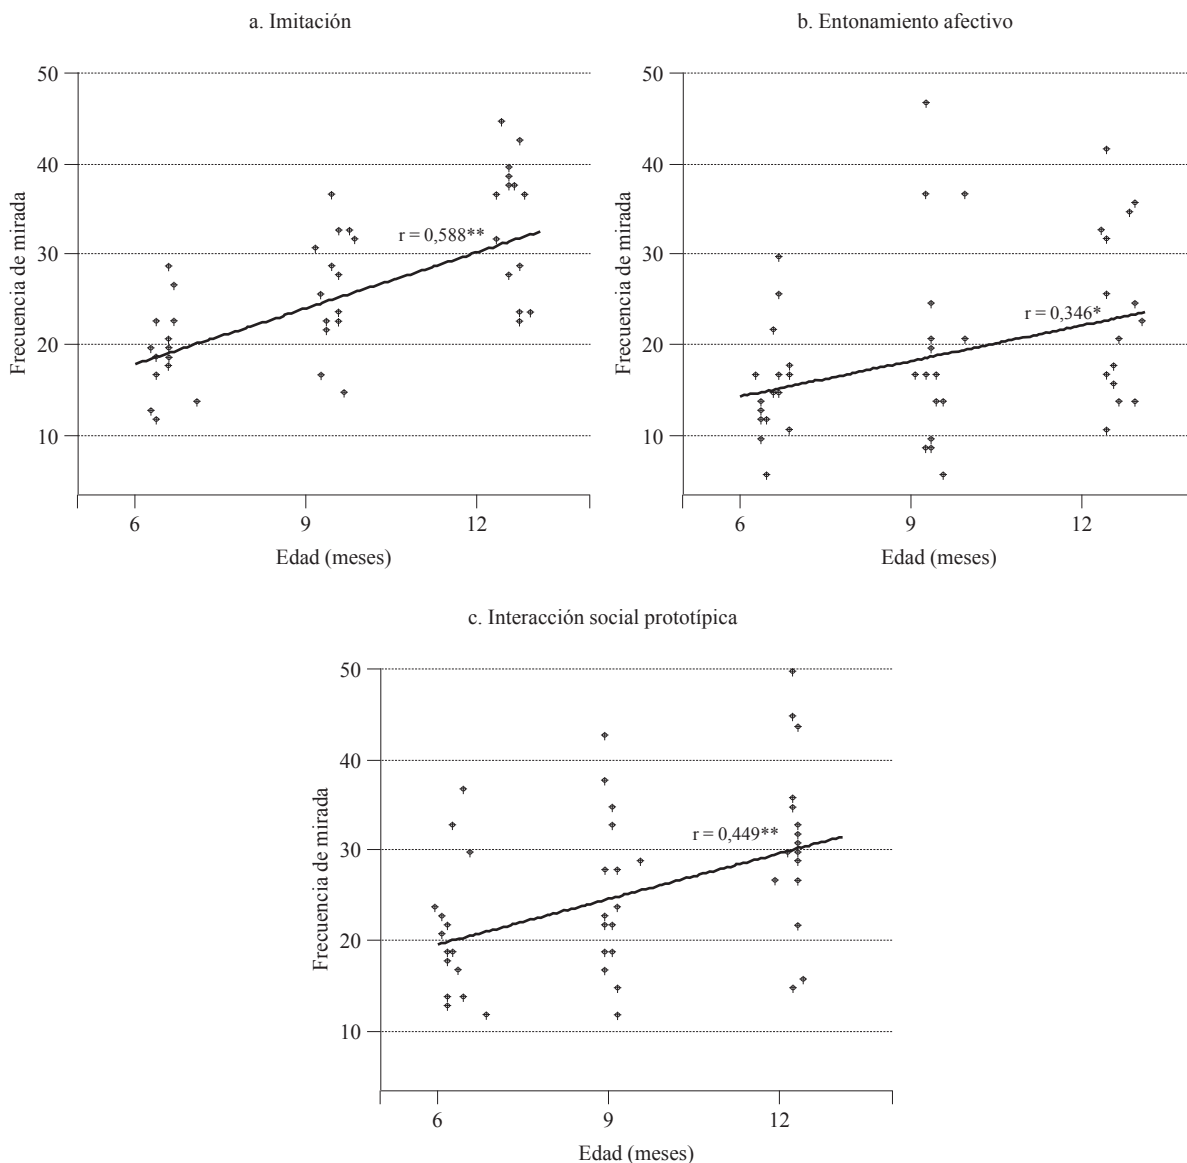 a. Imitación
50
40
30
20
10
Frecuencia de mirada
r = 0,588**
6
9
12
Edad (meses)
b. Entonamiento afectivo
50
40
30
20
10
Frecuencia de mirada
r = 0,346*
6
9
12
Edad (meses)
c. Interacción social prototípica
50
40
30
20
10
Frecuencia de mirada
r = 0,449**
6
9
12
Edad (meses)